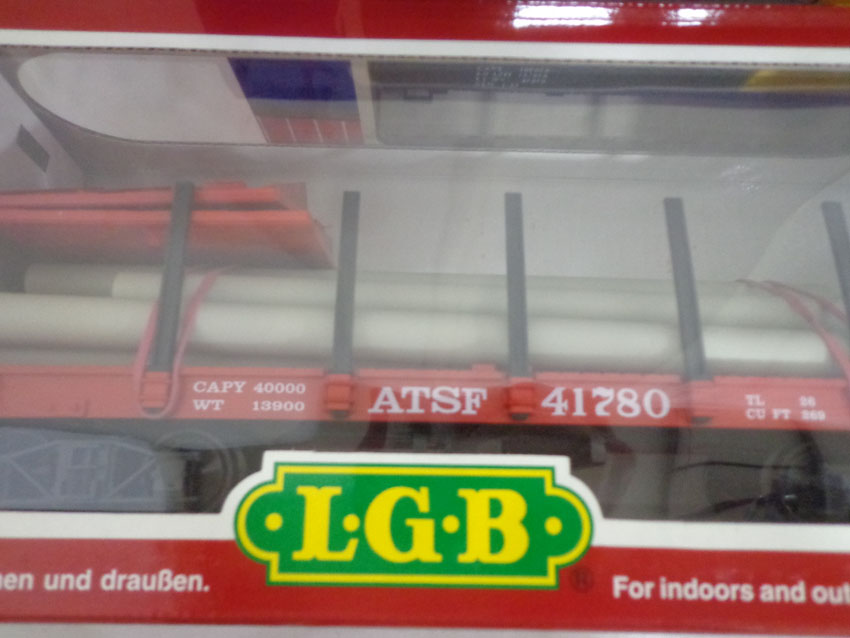 CAPY 40000
WT 13900
ATSF 41780
TL 26
CU FT 269
L·G·B
®
en und draußen.
For indoors and out